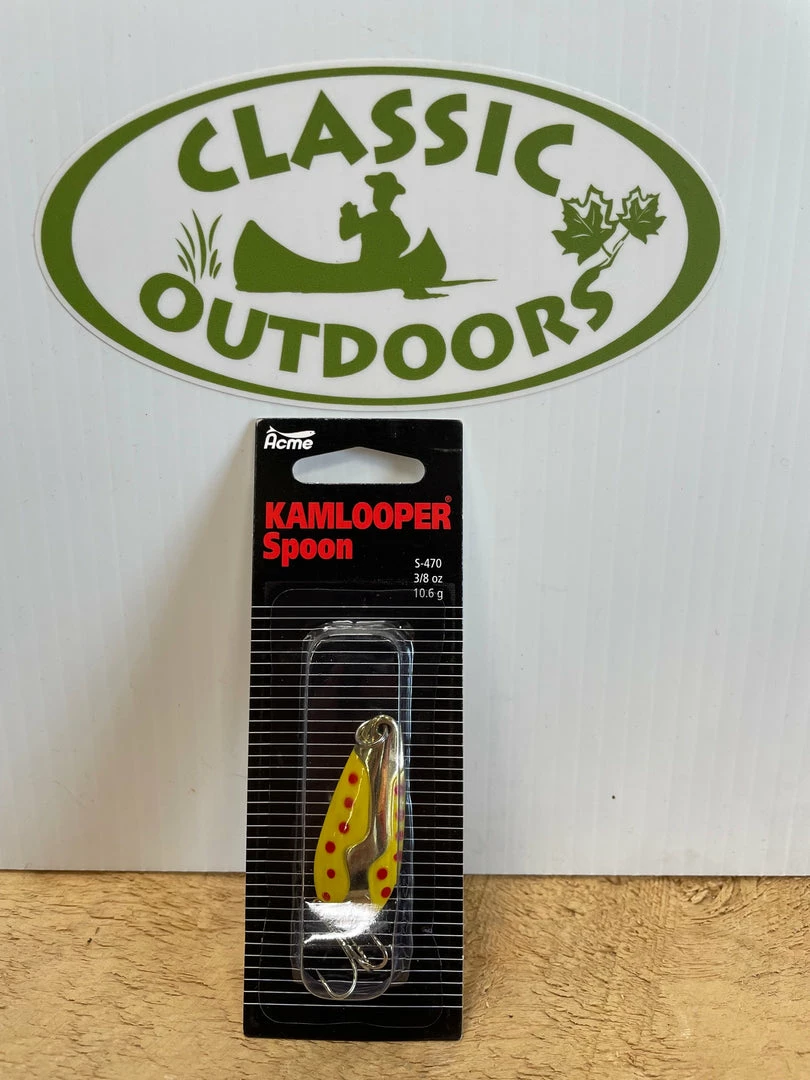 CLASSIC
OUTDOORS
Acme
KAMLOOPER®
Spoon
S-470
3/8 oz
10.6 g